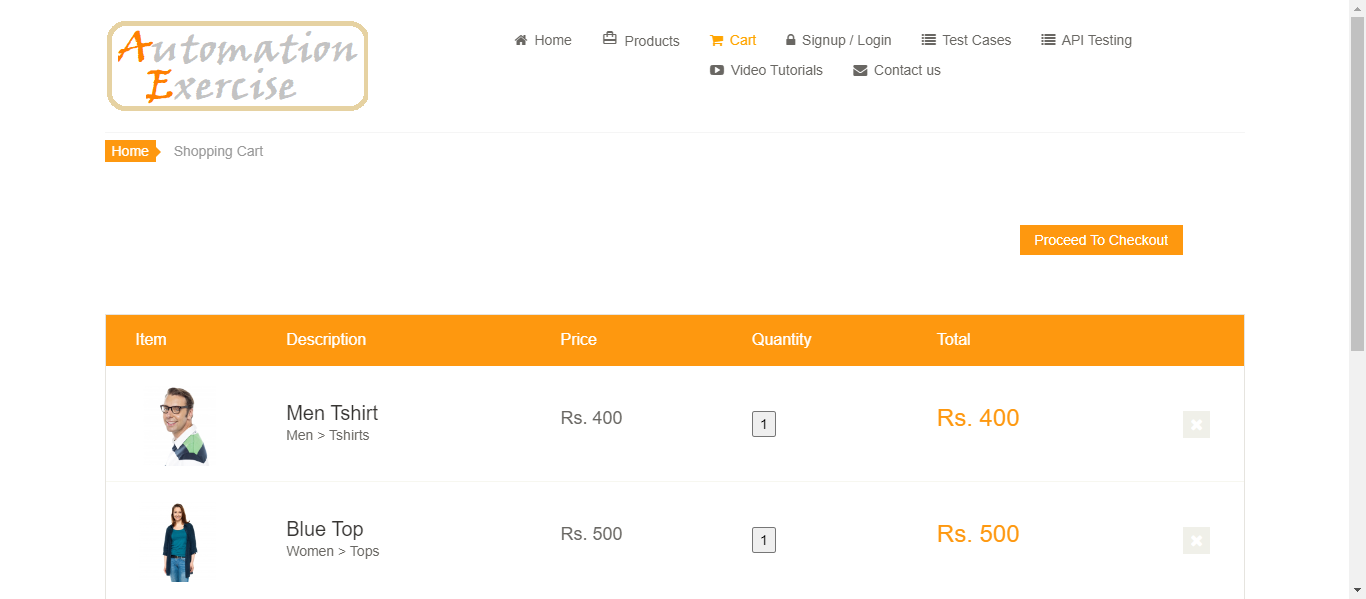 Automation
Exercise
Home Products Cart Signup / Login Test Cases API Testing
Video Tutorials Contact us
Home Shopping Cart
Proceed To Checkout
Item Description Price Quantity Total
Men Tshirt
Men > Tshirts
Rs. 400 1 Rs. 400
Blue Top
Women > Tops
Rs. 500 1 Rs. 500